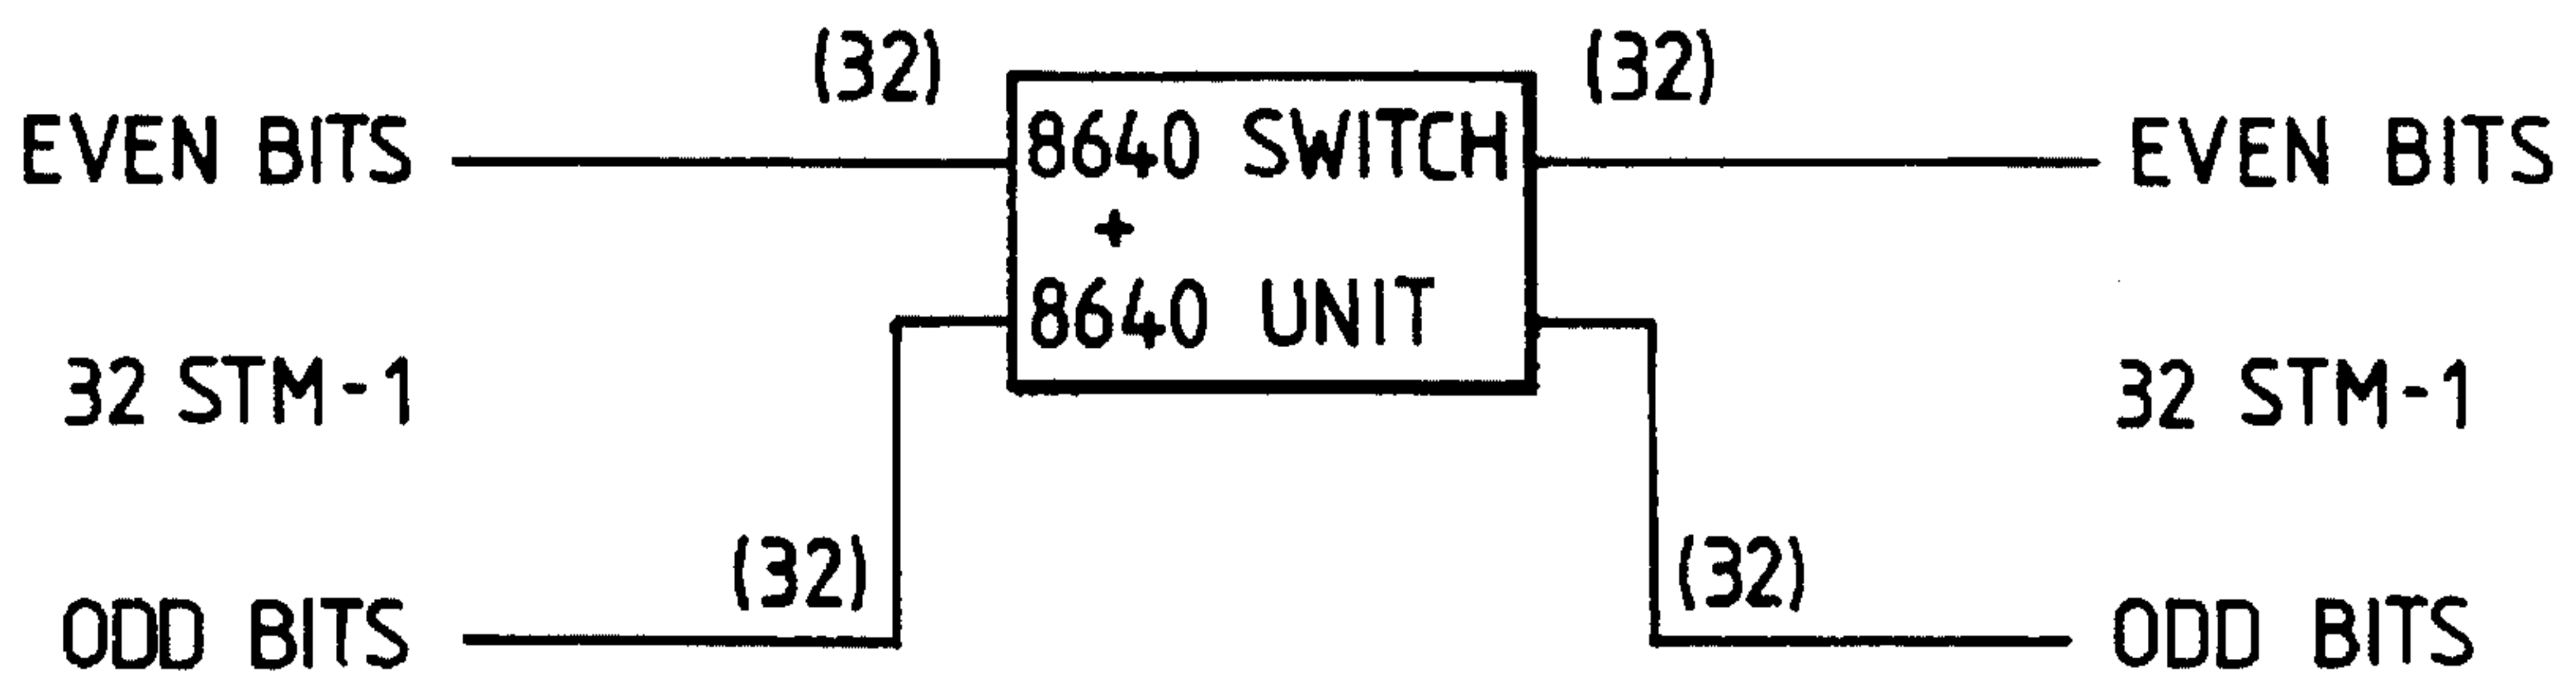 (32) (32)
EVEN BITS 8640 SWITCH EVEN BITS
+
8640 UNIT
32 STM-1 32 STM-1
(32) (32)
ODD BITS ODD BITS